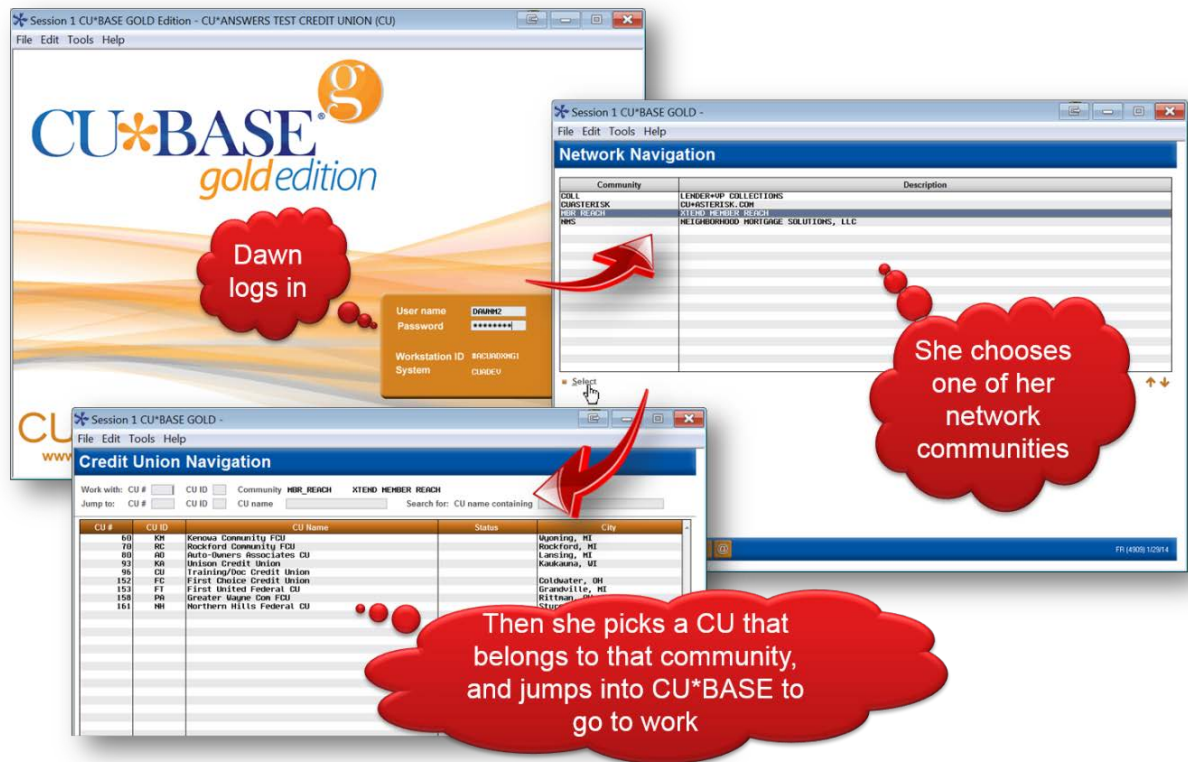 Session 1 CU*BASE GOLD Edition - CU*ANSWERS TEST CREDIT UNION (CU)
File Edit Tools Help
CU*BASE®
g
gold edition
Dawn
logs in
User name DAWNM2
Password ********
Workstation ID
System CUADEV
CU
www
Session 1 CU*BASE GOLD -
File Edit Tools Help
Network Navigation
Community Description
COLL LENDER*VP COLLECTIONS
CUASTERISK CU*ASTERISK.COM
MBR_REACH XTEND MEMBER REACH
NMS NEIGHBORHOOD MORTGAGE SOLUTIONS, LLC
Select
She chooses
one of her
network
communities
FR (4909) 1/29/14
Session 1 CU*BASE GOLD -
File Edit Tools Help
Credit Union Navigation
Work with: CU # CU ID Community MBR_REACH XTEND MEMBER REACH
Jump to: CU # CU ID CU name Search for: CU name containing
CU # CU ID CU Name Status City
60 KM Kenowa Community FCU Wyoming, MI
70 RC Rockford Community FCU Rockford, MI
80 AO Auto-Owners Associates CU Lansing, MI
93 KA Unison Credit Union Kaukauna, WI
96 CU Training/Doc Credit Union
152 FC First Choice Credit Union Coldwater, OH
153 FT First United Federal CU Grandville, MI
158 PA Greater Wayne Com FCU Rittman,
161 NH Northern Hills Federal CU
Then she picks a CU that
belongs to that community,
and jumps into CU*BASE to
go to work